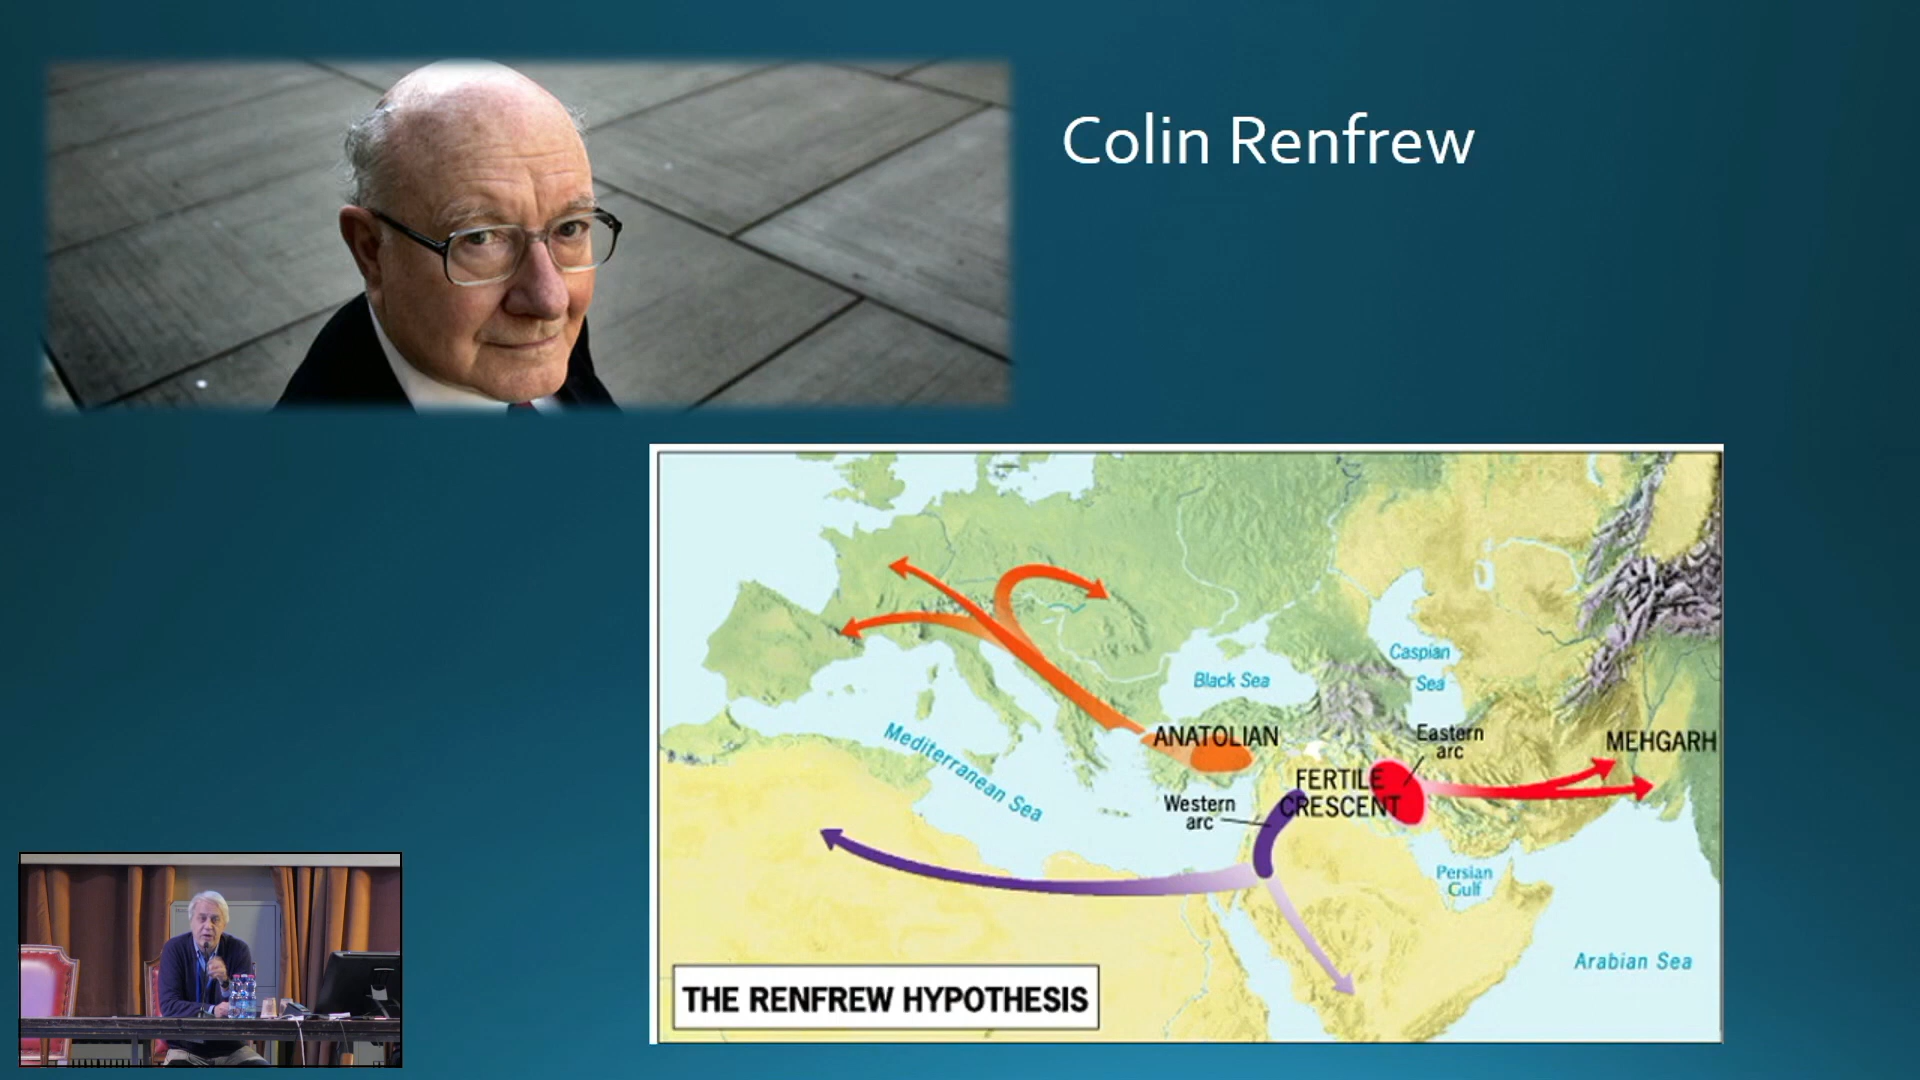 Colin Renfrew
Caspian
Sea
Black Sea
ANATOLIAN
Eastern
arc
MEHGARH
Mediterranean Sea
FERTILE
CRESCENT
Western
arc
Persian
Gulf
Arabian Sea
THE RENFREW HYPOTHESIS